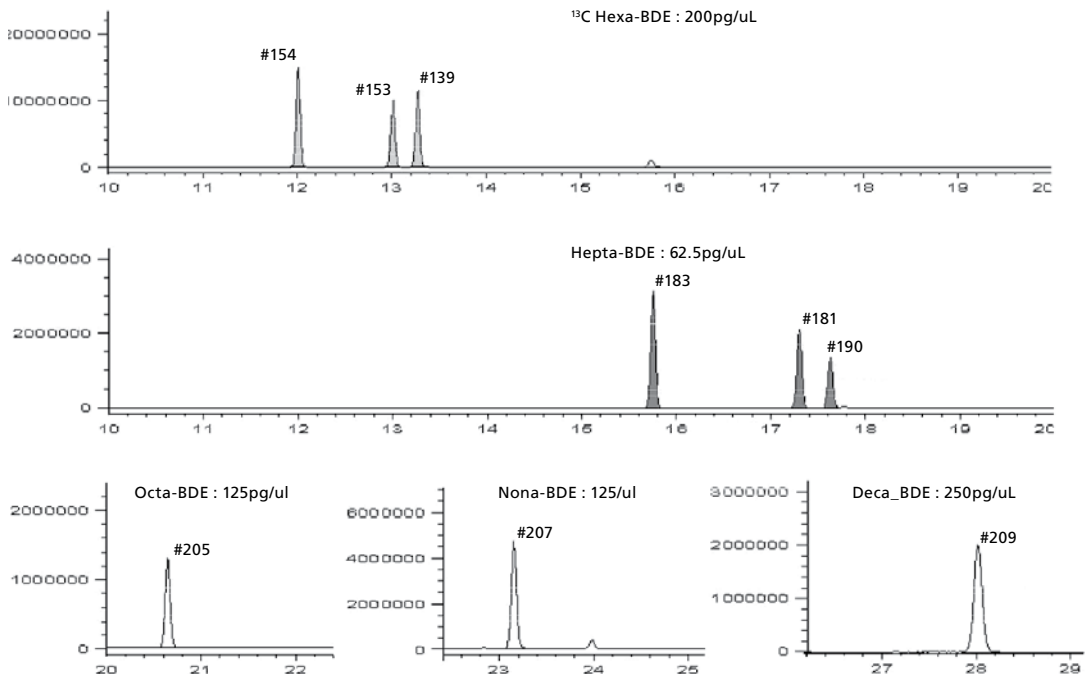 ¹³C Hexa-BDE : 200pg/uL
20000000
#154
#153
#139
10000000
0
10 11 12 13 14 15 16 17 18 19 20
4000000
Hepta-BDE : 62.5pg/uL
#183
#181
2000000
#190
0
10 11 12 13 14 15 16 17 18 19 20
Octa-BDE : 125pg/ul
2000000
#205
1000000
0
20 21 22
Nona-BDE : 125/ul
6000000
#207
4000000
2000000
0
23 24 25
Deca_BDE : 250pg/uL
3000000
#209
2000000
1000000
0
27 28 29